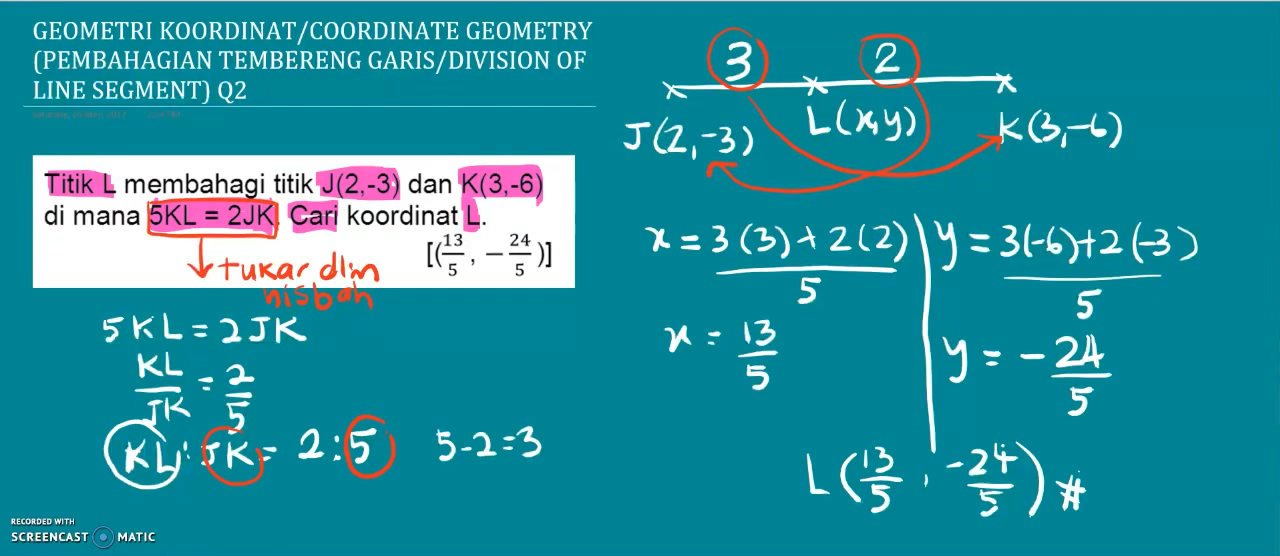 GEOMETRI KOORDINAT/COORDINATE GEOMETRY
(PEMBAHAGIAN TEMBERENG GARIS/DIVISION OF
LINE SEGMENT) Q2
Titik L membahagi titik J(2,-3) dan K(3,-6)
di mana 5KL = 2JK. Cari koordinat L.
[(13/5, −24/5)]
tukar dlm
nisbah
5KL = 2JK
KL/JK = 2/5
KL : JK = 2 : 5
5-2=3
3 2
J(2,-3) L(x,y) K(3,-6)
x = 3(3)+2(2)/5
x = 13/5
y = 3(-6)+2(-3)/5
y = -24/5
L(13/5, -24/5) #
RECORDED WITH
SCREENCAST MATIC